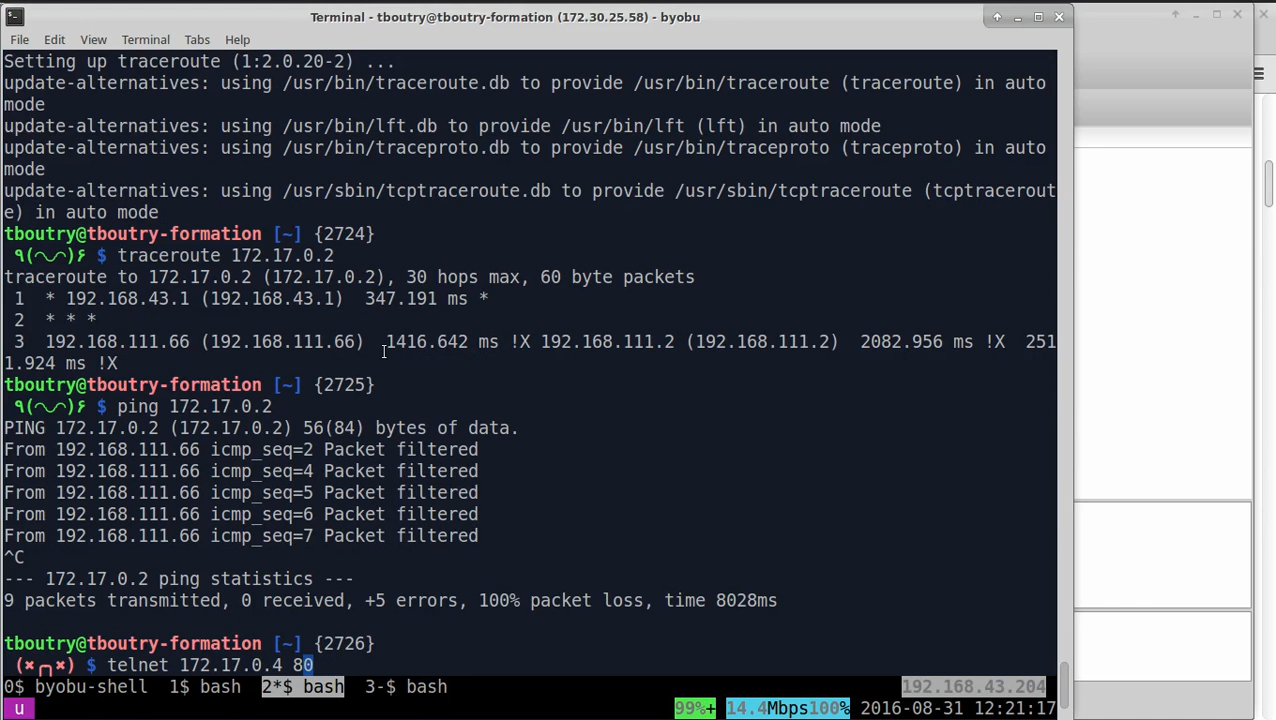 Terminal - tboutry@tboutry-formation (172.30.25.58) - byobu
File Edit View Terminal Tabs Help
Setting up traceroute (1:2.0.20-2) ...
update-alternatives: using /usr/bin/traceroute.db to provide /usr/bin/traceroute (traceroute) in auto
mode
update-alternatives: using /usr/bin/lft.db to provide /usr/bin/lft (lft) in auto mode
update-alternatives: using /usr/bin/traceproto.db to provide /usr/bin/traceproto (traceproto) in auto
mode
update-alternatives: using /usr/sbin/tcptraceroute.db to provide /usr/sbin/tcptraceroute (tcptracerout
e) in auto mode
tboutry@tboutry-formation [~] {2724}
٩(◠◡◠)۶ $ traceroute 172.17.0.2
traceroute to 172.17.0.2 (172.17.0.2), 30 hops max, 60 byte packets
1 * 192.168.43.1 (192.168.43.1) 347.191 ms *
2 * * *
3 192.168.111.66 (192.168.111.66) 1416.642 ms !X 192.168.111.2 (192.168.111.2) 2082.956 ms !X 251
1.924 ms !X
tboutry@tboutry-formation [~] {2725}
٩(◠◡◠)۶ $ ping 172.17.0.2
PING 172.17.0.2 (172.17.0.2) 56(84) bytes of data.
From 192.168.111.66 icmp_seq=2 Packet filtered
From 192.168.111.66 icmp_seq=4 Packet filtered
From 192.168.111.66 icmp_seq=5 Packet filtered
From 192.168.111.66 icmp_seq=6 Packet filtered
From 192.168.111.66 icmp_seq=7 Packet filtered
^C
--- 172.17.0.2 ping statistics ---
9 packets transmitted, 0 received, +5 errors, 100% packet loss, time 8028ms
tboutry@tboutry-formation [~] {2726}
(✖╭╮✖) $ telnet 172.17.0.4 80
0$ byobu-shell 1$ bash 2*$ bash 3-$ bash 192.168.43.204
u 99%+ 14.4Mbps100% 2016-08-31 12:21:17